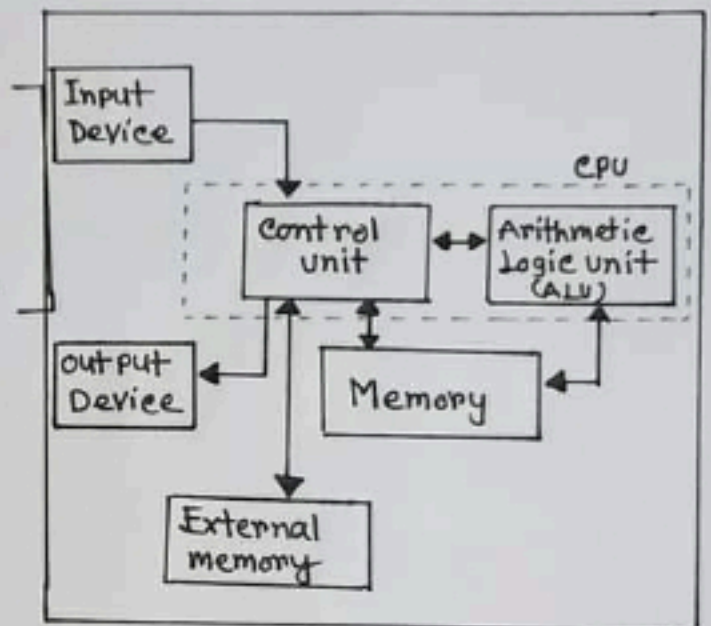 Input
Device
CPU
Control
unit
Arithmetic
Logic unit
(ALU)
output
Device
Memory
External
memory